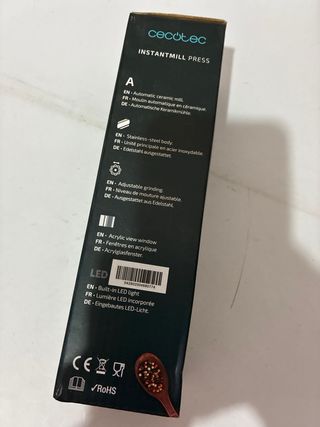 cecotec
INSTANTMILL PRESS
A
EN - Automatic ceramic mill.
FR - Moulin automatique en céramique.
DE - Automatische Keramikmühle.
EN - Stainless-steel body.
FR - Unité principale en acier inoxydable.
DE - Edelstahl ausgestattet.
EN - Adjustable grinding.
FR - Niveau de mouture ajustable.
DE - Ausgestattet aus Edelstahl.
EN - Acrylic view window
FR - Fenêtres en acrylique
DE - Acrylglasfenster.
LED
EN - Built-in LED light
FR - Lumière LED incorporée
DE - Eingebautes LED-Licht.
CE
RoHS